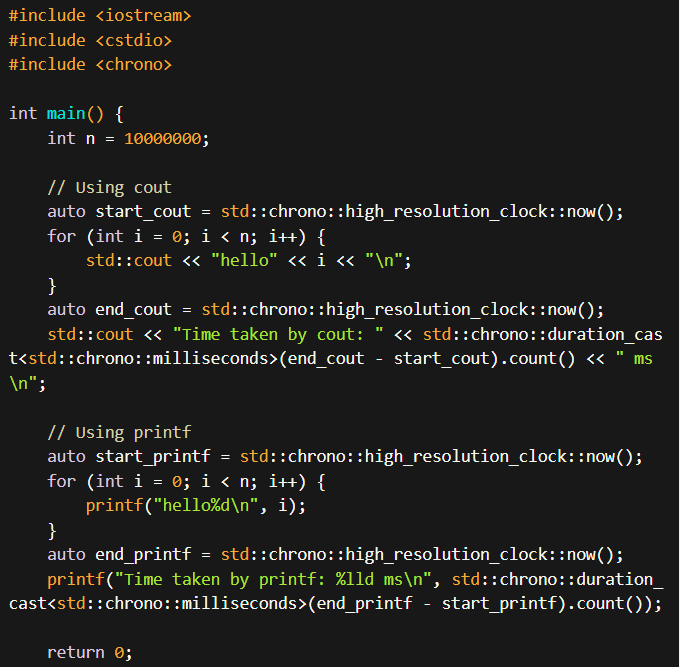 #include <iostream>
#include <cstdio>
#include <chrono>

int main() {
    int n = 10000000;

    // Using cout
    auto start_cout = std::chrono::high_resolution_clock::now();
    for (int i = 0; i < n; i++) {
        std::cout << "hello" << i << "\n";
    }
    auto end_cout = std::chrono::high_resolution_clock::now();
    std::cout << "Time taken by cout: " << std::chrono::duration_cas
t<std::chrono::milliseconds>(end_cout - start_cout).count() << " ms
\n";

    // Using printf
    auto start_printf = std::chrono::high_resolution_clock::now();
    for (int i = 0; i < n; i++) {
        printf("hello%d\n", i);
    }
    auto end_printf = std::chrono::high_resolution_clock::now();
    printf("Time taken by printf: %lld ms\n", std::chrono::duration_
cast<std::chrono::milliseconds>(end_printf - start_printf).count());

    return 0;